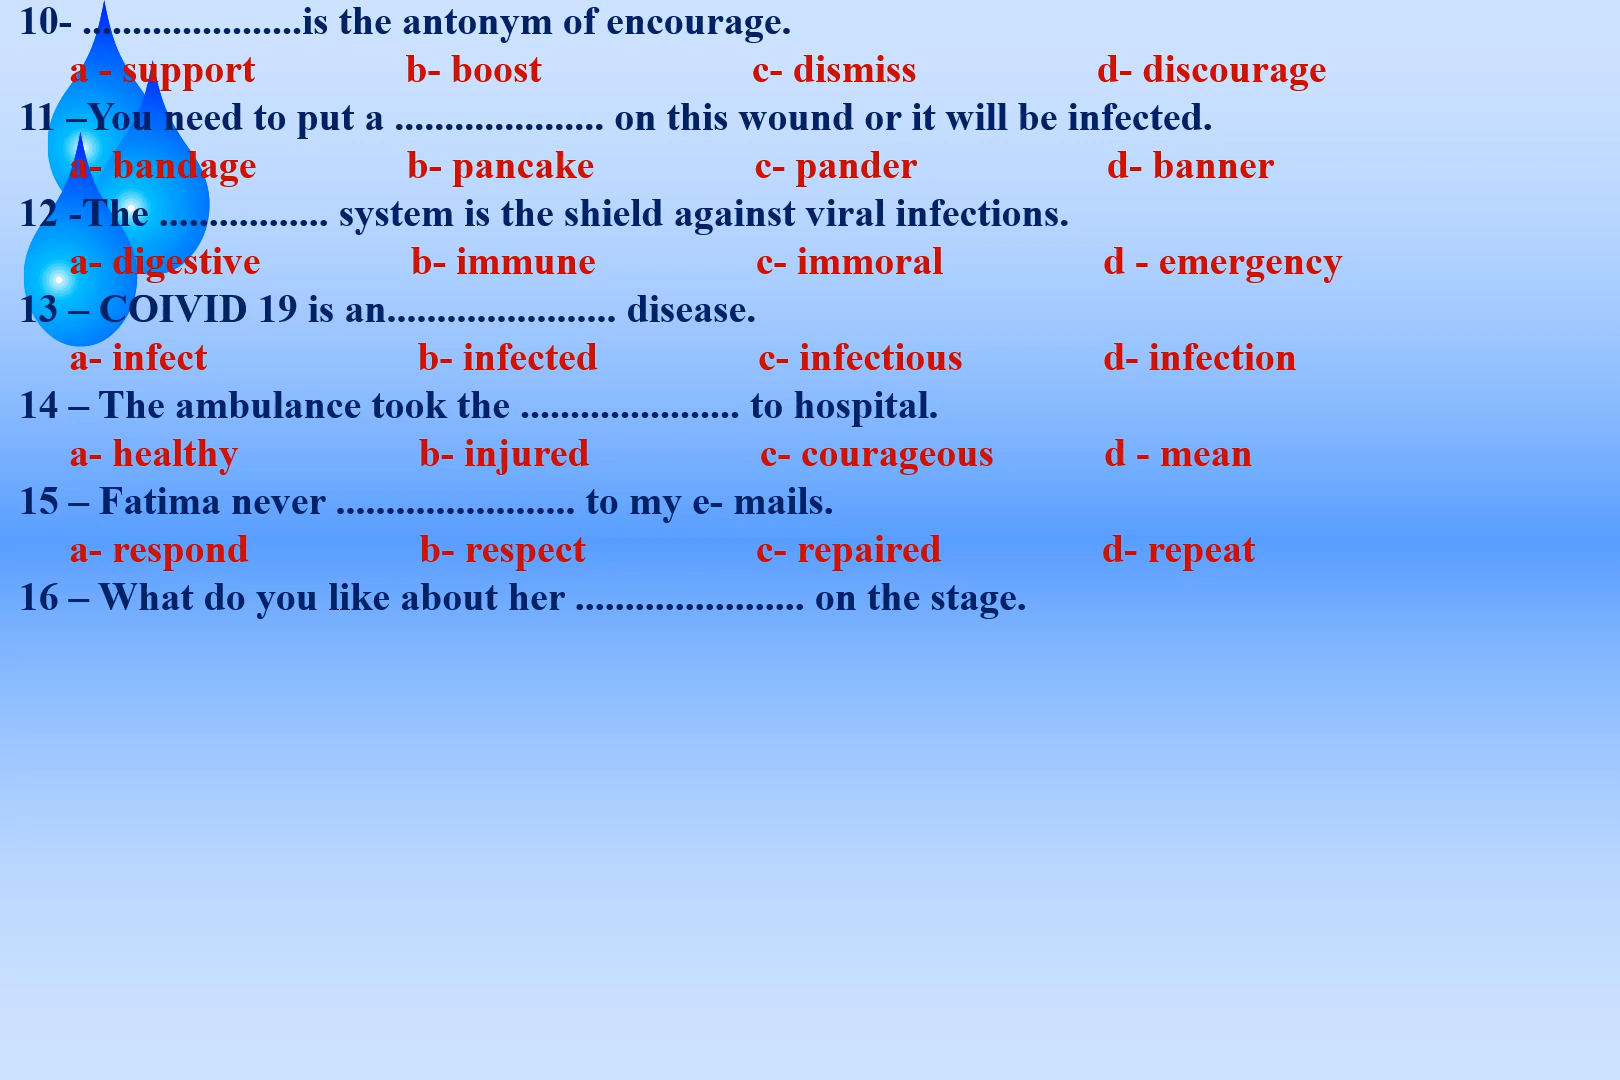 10- ......................is the antonym of encourage.
a - support b- boost c- dismiss d- discourage
11 –You need to put a ..................... on this wound or it will be infected.
a- bandage b- pancake c- pander d- banner
12 -The ................. system is the shield against viral infections.
a- digestive b- immune c- immoral d - emergency
13 – COIVID 19 is an....................... disease.
a- infect b- infected c- infectious d- infection
14 – The ambulance took the ...................... to hospital.
a- healthy b- injured c- courageous d - mean
15 – Fatima never ........................ to my e- mails.
a- respond b- respect c- repaired d- repeat
16 – What do you like about her ....................... on the stage.